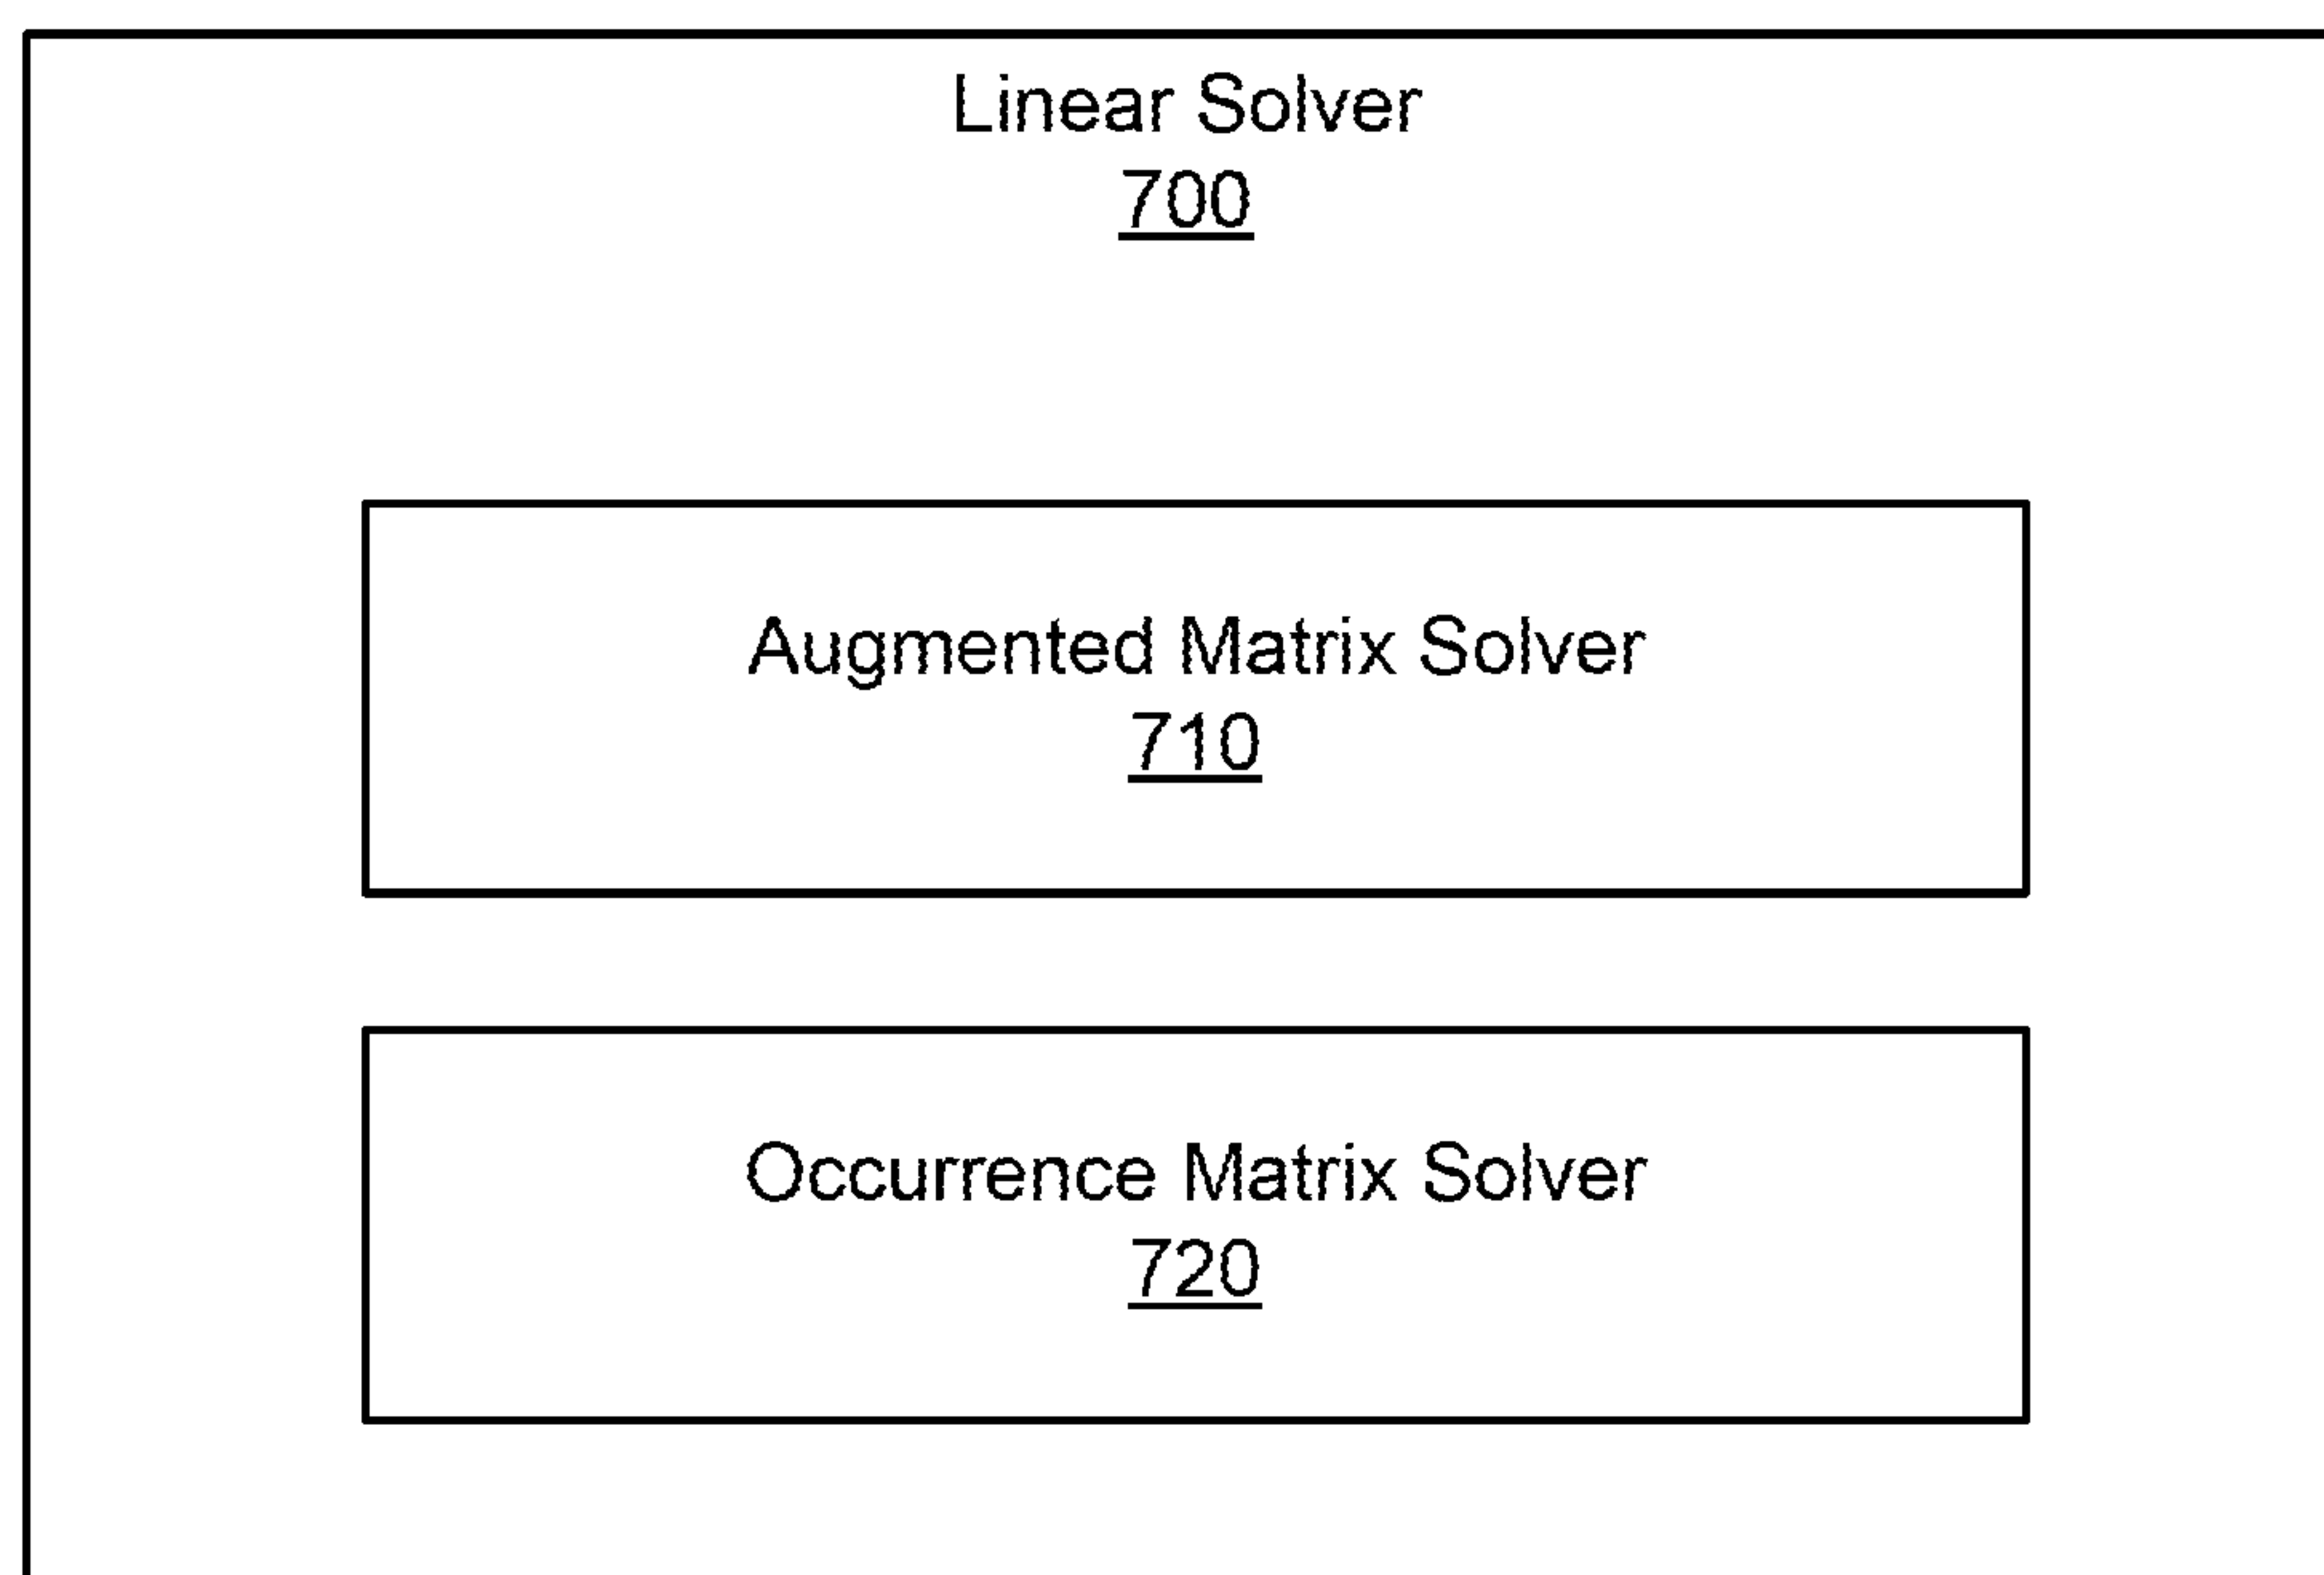 Linear Solver
700
Augmented Matrix Solver
710
Occurrence Matrix Solver
720